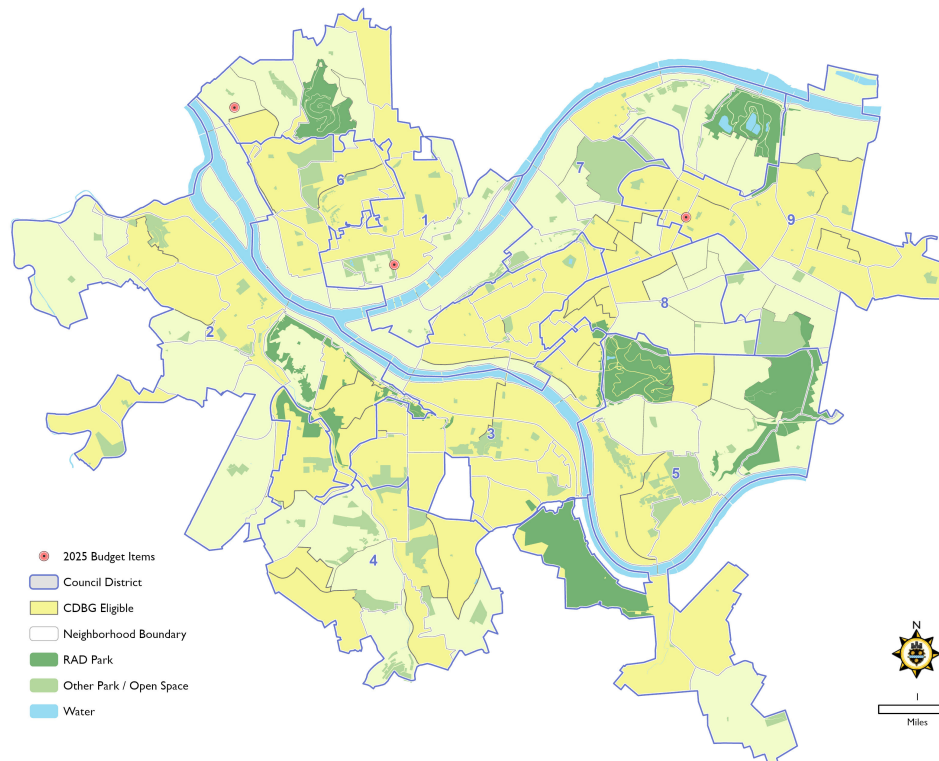 7
6
1
9
8
2
3
5
4
2025 Budget Items
Council District
CDBG Eligible
Neighborhood Boundary
RAD Park
Other Park / Open Space
Water
N
1
Miles